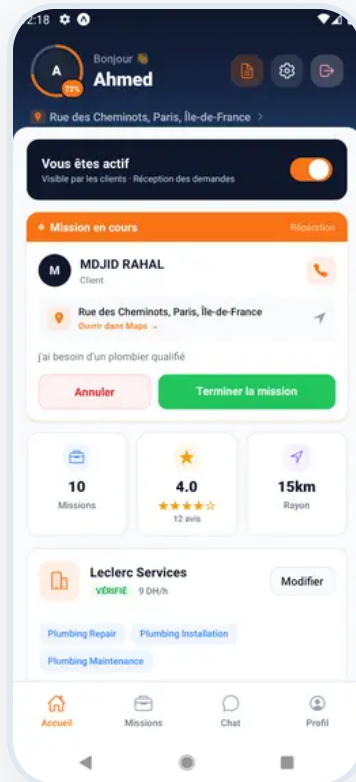 2:18
Bonjour 👋
A
Ahmed
72%
Rue des Cheminots, Paris, Île-de-France >
Vous êtes actif
Visible par les clients · Réception des demandes
Mission en cours
Réparation
M
MDJID RAHAL
Client
Rue des Cheminots, Paris, Île-de-France
Ouvrir dans Maps →
j'ai besoin d'un plombier qualifié
Annuler
Terminer la mission
10
Missions
4.0
★★★★☆
12 avis
15km
Rayon
Leclerc Services
VÉRIFIÉ 9 DH/h
Modifier
Plumbing Repair
Plumbing Installation
Plumbing Maintenance
Accueil
Missions
Chat
Profil